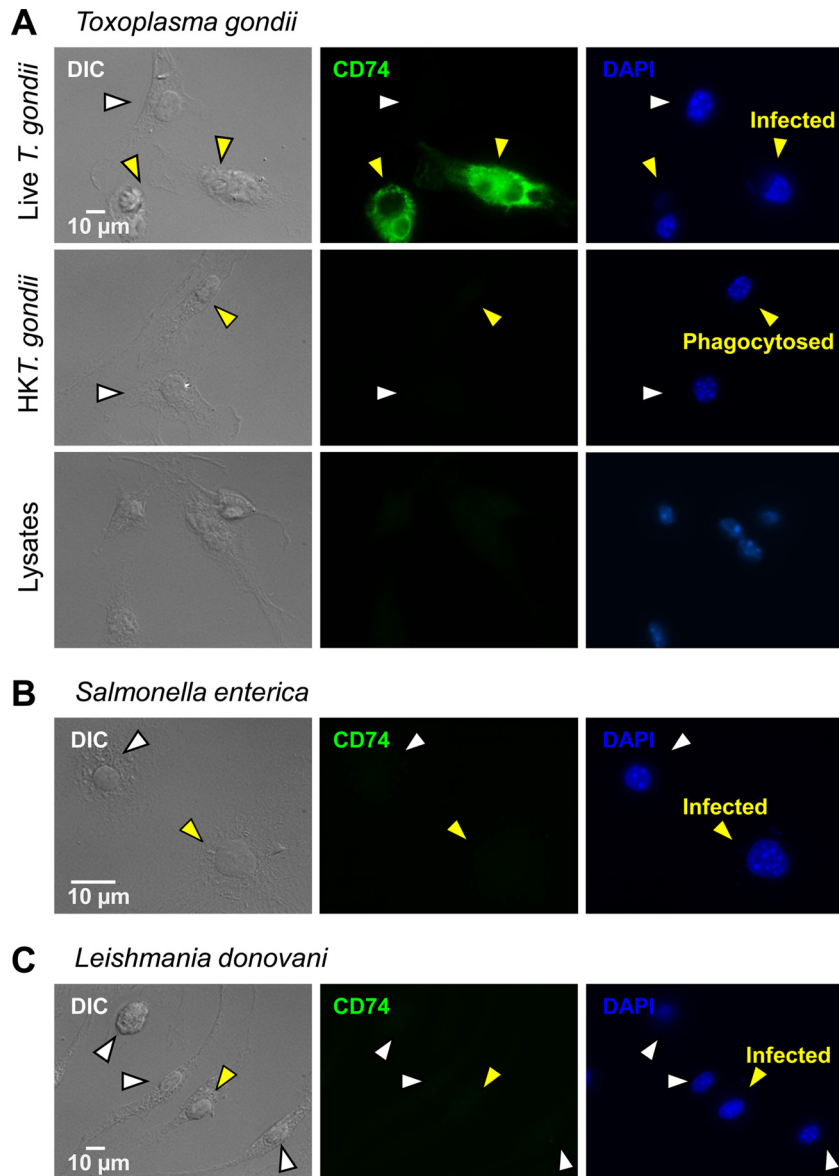 A Toxoplasma gondii
Live T. gondii
DIC
CD74
DAPI
Infected
10 µm
HKT. gondii
Phagocytosed
Lysates
B Salmonella enterica
DIC
CD74
DAPI
Infected
10 µm
C Leishmania donovani
DIC
CD74
DAPI
Infected
10 µm